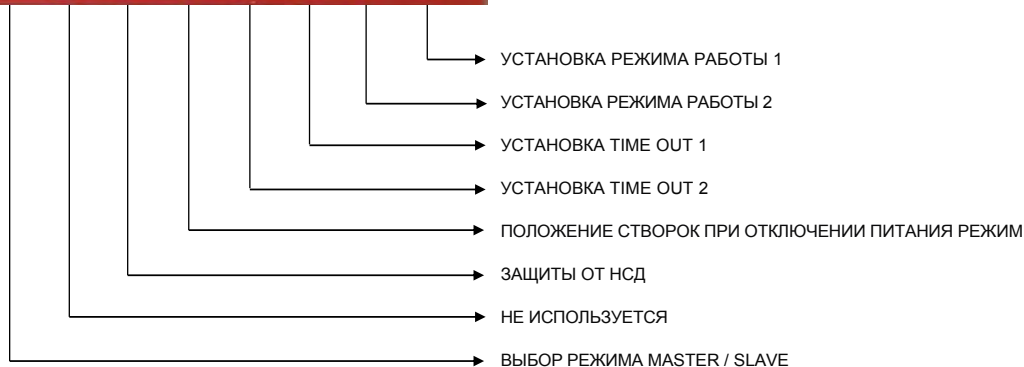 УСТАНОВКА РЕЖИМА РАБОТЫ 1
УСТАНОВКА РЕЖИМА РАБОТЫ 2
УСТАНОВКА TIME OUT 1
УСТАНОВКА TIME OUT 2
ПОЛОЖЕНИЕ СТВОРОК ПРИ ОТКЛЮЧЕНИИ ПИТАНИЯ РЕЖИМ
ЗАЩИТЫ ОТ НСД
НЕ ИСПОЛЬЗУЕТСЯ
ВЫБОР РЕЖИМА MASTER / SLAVE